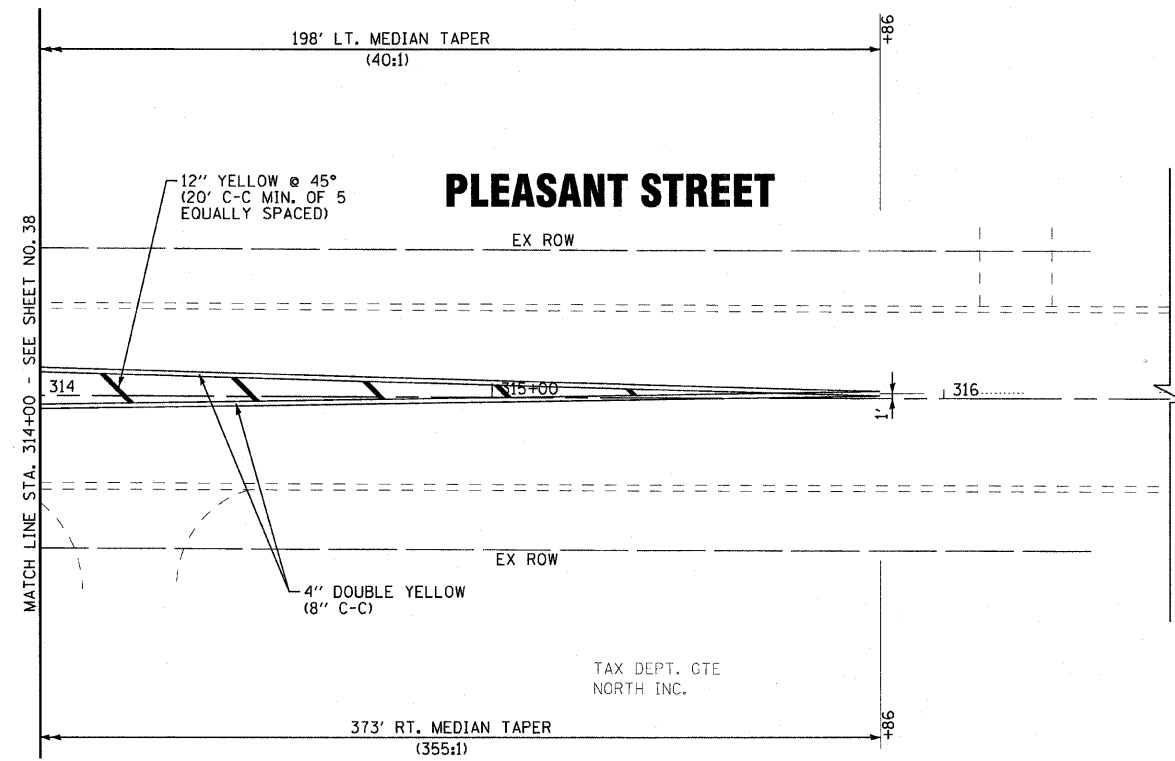 198' LT. MEDIAN TAPER
(40:1)
+86
12" YELLOW @ 45°
(20' C-C MIN. OF 5
EQUALLY SPACED)
PLEASANT STREET
EX ROW
MATCH LINE STA. 314+00 - SEE SHEET NO. 38
314
315+00
316
1'
EX ROW
4" DOUBLE YELLOW
(8" C-C)
TAX DEPT. GTE
NORTH INC.
373' RT. MEDIAN TAPER
(355:1)
+86